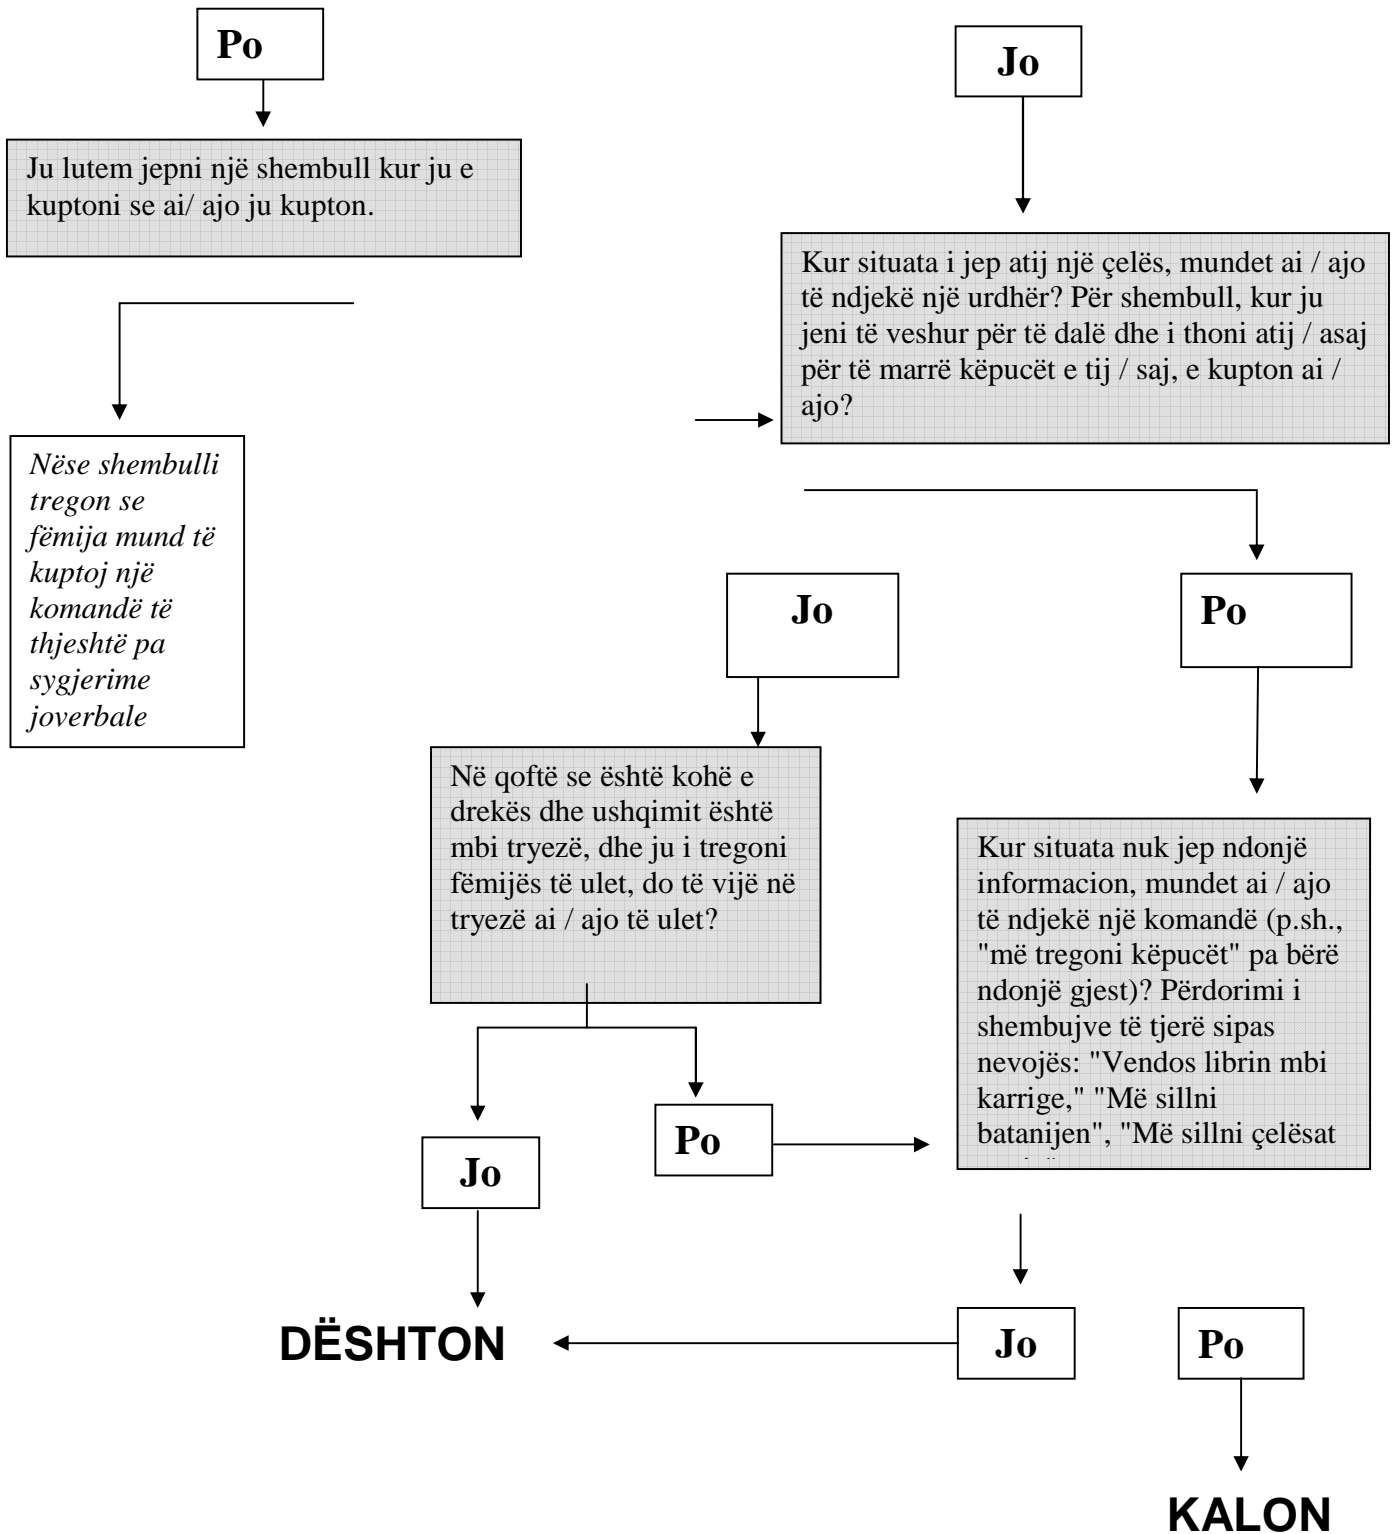 Po
Jo
Ju lutem jepni një shembull kur ju e
kuptoni se ai/ ajo ju kupton.
Kur situata i jep atij një çelës, mundet ai / ajo
të ndjekë një urdhër? Për shembull, kur ju
jeni të veshur për të dalë dhe i thoni atij / asaj
për të marrë këpucët e tij / saj, e kupton ai /
ajo?
Nëse shembulli
tregon se
fëmija mund të
kuptoj një
komandë të
thjeshtë pa
sygjerime
joverbale
Jo
Po
Në qoftë se është kohë e
drekës dhe ushqimit është
mbi tryezë, dhe ju i tregoni
fëmijës të ulet, do të vijë në
tryezë ai / ajo të ulet?
Kur situata nuk jep ndonjë
informacion, mundet ai / ajo
të ndjekë një komandë (p.sh.,
"më tregoni këpucët" pa bërë
ndonjë gjest)? Përdorimi i
shembujve të tjerë sipas
nevojës: "Vendos librin mbi
karrige," "Më sillni
batanijen", "Më sillni çelësat
Jo
Po
DËSHTON
Jo
Po
KALON